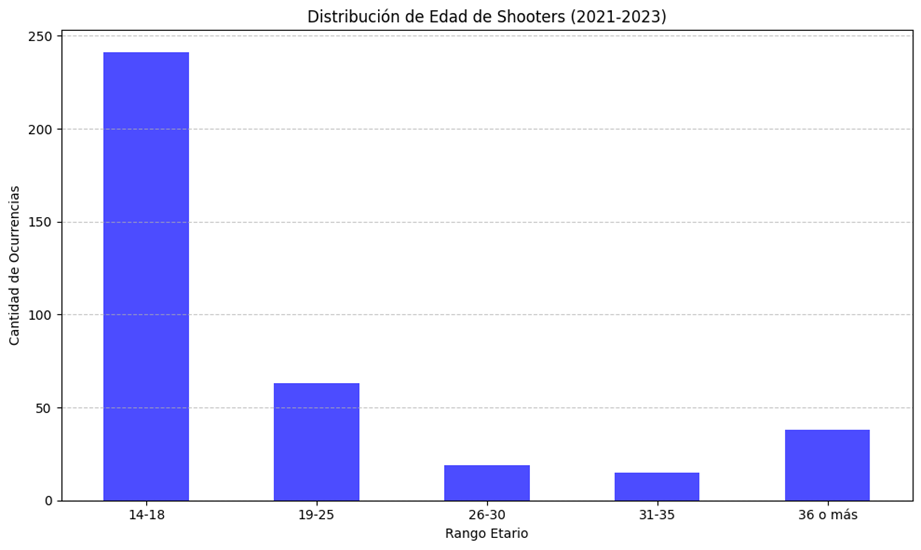 Distribución de Edad de Shooters (2021-2023)
250
200
150
100
50
0
Cantidad de Ocurrencias
14-18
19-25
26-30
31-35
36 o más
Rango Etario